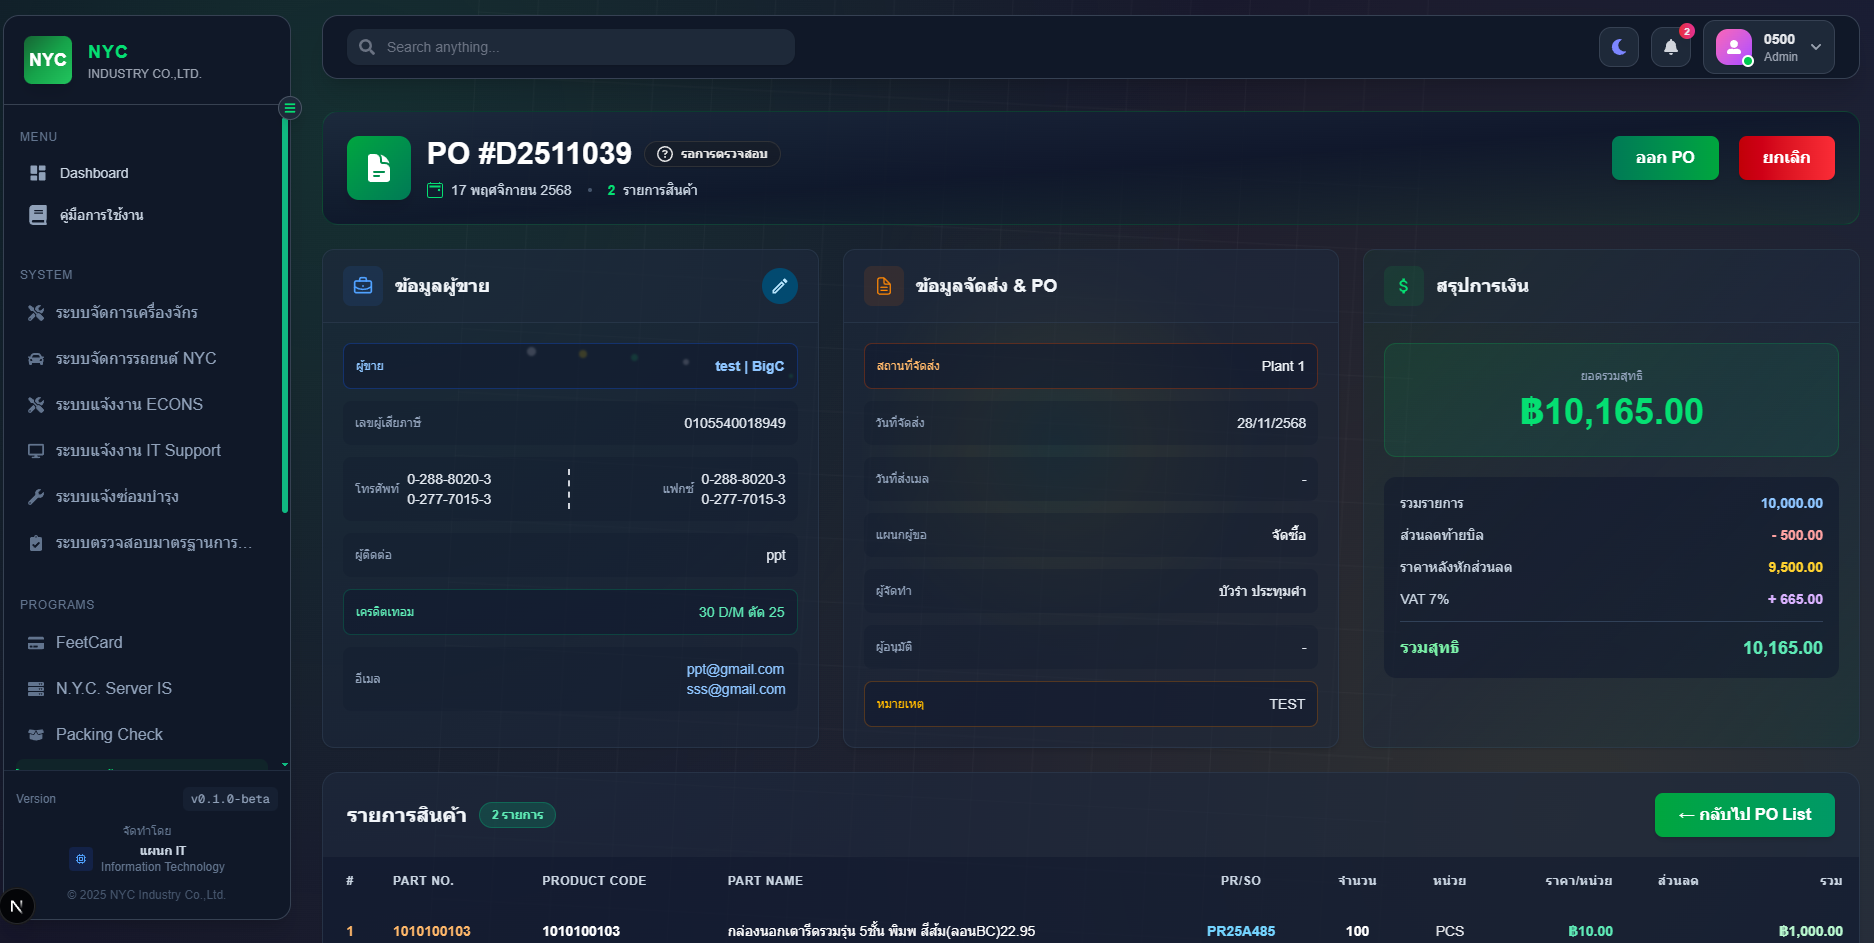 NYC
NYC
INDUSTRY CO.,LTD.
MENU
Dashboard
คู่มือการใช้งาน
SYSTEM
ระบบจัดการเครื่องจักร
ระบบจัดการรถยนต์ NYC
ระบบแจ้งงาน ECONS
ระบบแจ้งงาน IT Support
ระบบแจ้งซ่อมบำรุง
ระบบตรวจสอบมาตรฐานการ...
PROGRAMS
FeetCard
N.Y.C. Server IS
Packing Check
Version v0.1.0-beta
จัดทำโดย
แผนก IT
Information Technology
© 2025 NYC Industry Co.,Ltd.
N
Search anything...
2
0500
Admin
PO #D2511039 รอการตรวจสอบ
17 พฤศจิกายน 2568 • 2 รายการสินค้า
ออก PO
ยกเลิก
ข้อมูลผู้ขาย
ผู้ขาย test | BigC
เลขผู้เสียภาษี 0105540018949
โทรศัพท์ 0-288-8020-3
0-277-7015-3
แฟกซ์ 0-288-8020-3
0-277-7015-3
ผู้ติดต่อ ppt
เครดิตเทอม 30 D/M ตัด 25
อีเมล ppt@gmail.com
sss@gmail.com
ข้อมูลจัดส่ง & PO
สถานที่จัดส่ง Plant 1
วันที่จัดส่ง 28/11/2568
วันที่ส่งเมล -
แผนกผู้ขอ จัดซื้อ
ผู้จัดทำ บัวรำ ประทุมคำ
ผู้อนุมัติ -
หมายเหตุ TEST
$ สรุปการเงิน
ยอดรวมสุทธิ
฿10,165.00
รวมรายการ 10,000.00
ส่วนลดท้ายบิล - 500.00
ราคาหลังหักส่วนลด 9,500.00
VAT 7% + 665.00
รวมสุทธิ 10,165.00
รายการสินค้า 2 รายการ
← กลับไป PO List
# PART NO. PRODUCT CODE PART NAME PR/SO จำนวน หน่วย ราคา/หน่วย ส่วนลด รวม
1 1010100103 1010100103 กล่องนอกเตารีดรวมรุ่น 5ชั้น พิมพ์ สีส้ม(ลอนBC)22.95 PR25A485 100 PCS ฿10.00 ฿1,000.00